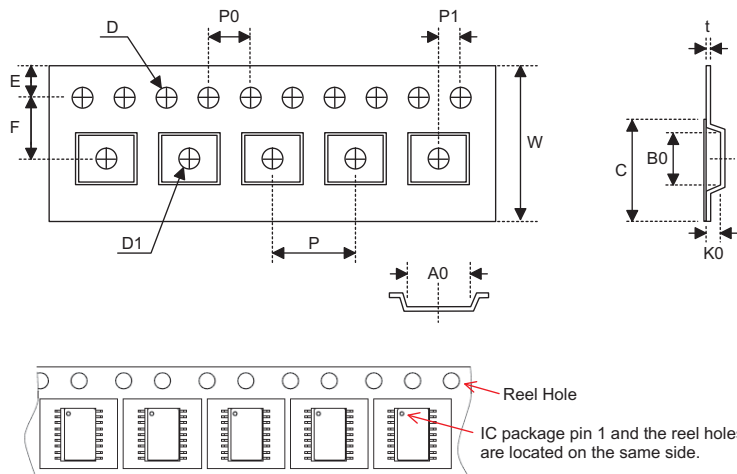 P0
P1
t
D
E
F
W
C
B0
D1
P
K0
A0
Reel Hole
IC package pin 1 and the reel holes
are located on the same side.